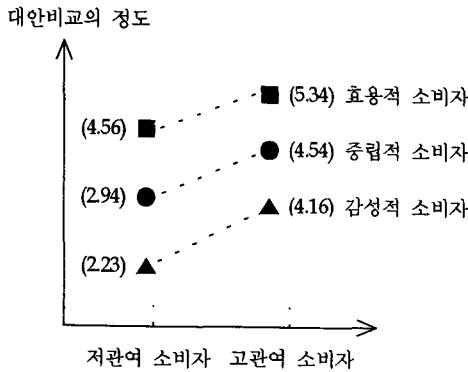 대안비교의 정도
(5.34) 효용적 소비자
(4.56)
(4.54) 중립적 소비자
(2.94)
(4.16) 감성적 소비자
(2.23)
저관여 소비자 고관여 소비자